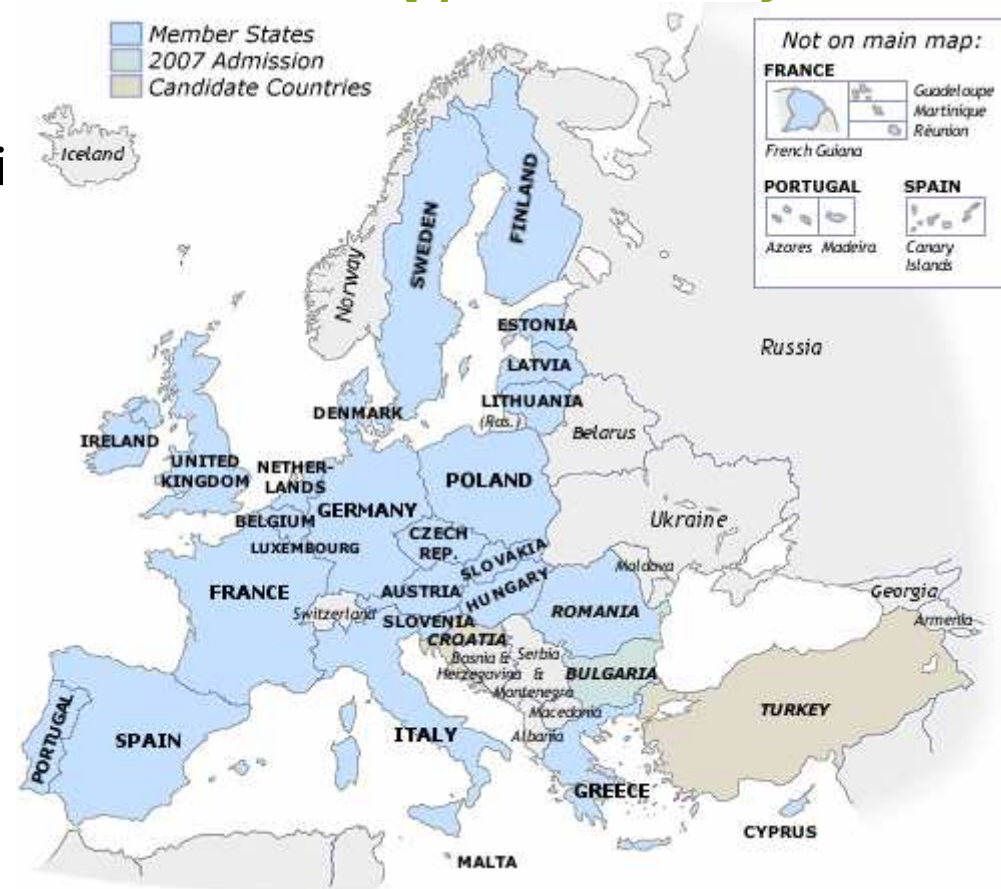 Member States
2007 Admission
Candidate Countries
Not on main map:
FRANCE
Guadeloupe
Martinique
Réunion
French Guiana
PORTUGAL
SPAIN
Azores
Madeira
Canary
Islands
i
Iceland
Norway
SWEDEN
FINLAND
Russia
ESTONIA
LATVIA
LITHUANIA
(Rus.)
DENMARK
Belarus
IRELAND
UNITED
KINGDOM
NETHER-
LANDS
POLAND
BELGIUM
GERMANY
Ukraine
LUXEMBOURG
CZECH
REP.
SLOVAKIA
Moldova
FRANCE
AUSTRIA
HUNGARY
Switzerland
SLOVENIA
ROMANIA
Georgia
Armenia
CROATIA
Bosnia &
Herzegovina
Serbia
&
Montenegro
BULGARIA
Macedonia
Albania
TURKEY
PORTUGAL
SPAIN
ITALY
GREECE
CYPRUS
MALTA